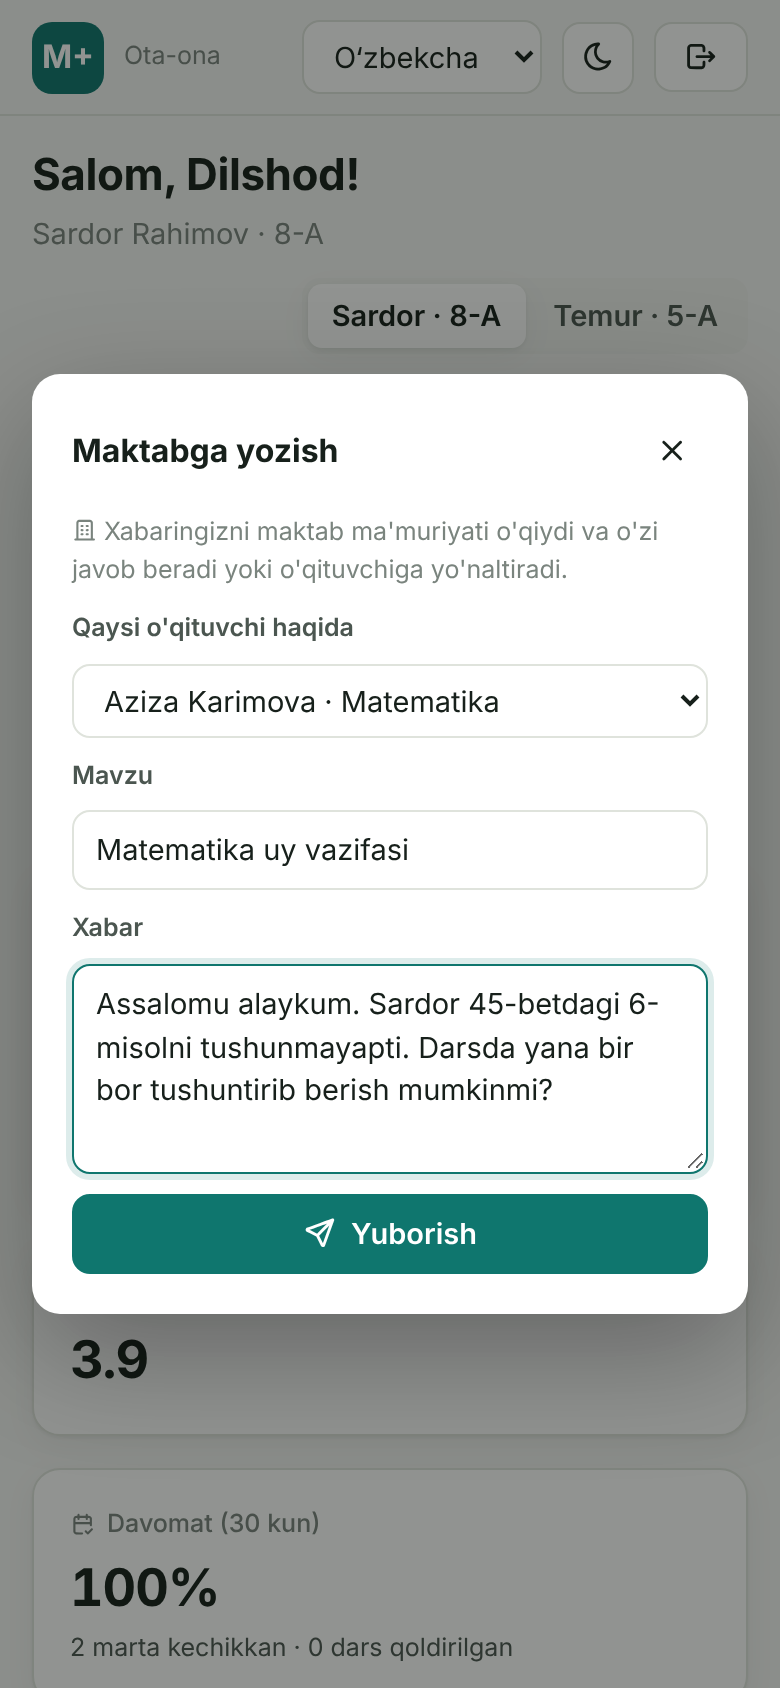 M+ Ota-ona O‘zbekcha
Salom, Dilshod!
Sardor Rahimov · 8-A
Sardor · 8-A Temur · 5-A
Maktabga yozish
Xabaringizni maktab ma'muriyati o'qiydi va o'zi
javob beradi yoki o'qituvchiga yo'naltiradi.
Qaysi o'qituvchi haqida
Aziza Karimova · Matematika
Mavzu
Matematika uy vazifasi
Xabar
Assalomu alaykum. Sardor 45-betdagi 6-
misolni tushunmayapti. Darsda yana bir
bor tushuntirib berish mumkinmi?
Yuborish
3.9
Davomat (30 kun)
100%
2 marta kechikkan · 0 dars qoldirilgan